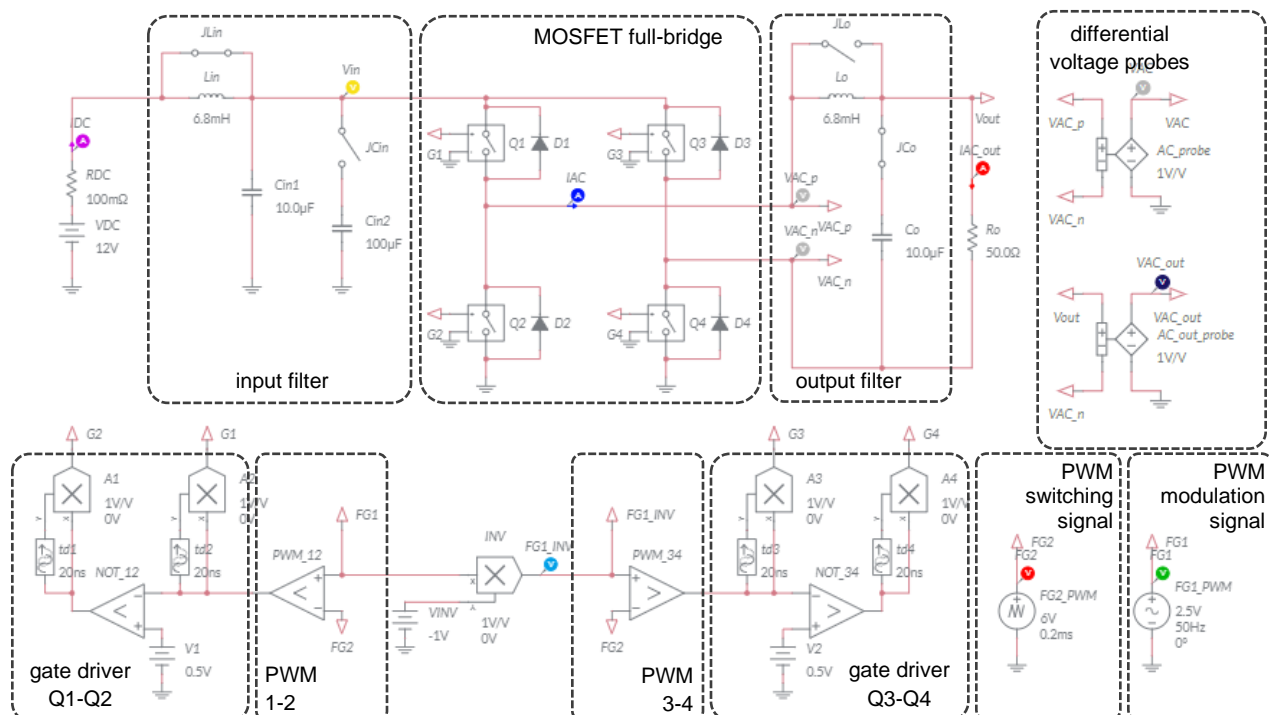 JLin
Lin
6.8mH
Vin
IDC
RDC
100mΩ
VDC
12V
Cin1
10.0µF
JCin
Cin2
100µF
input filter
MOSFET full-bridge
G1
Q1
D1
G3
Q3
D3
IAC
G2
Q2
D2
G4
Q4
D4
JLo
Lo
6.8mH
Vout
JCo
IAC_out
VAC_p
VAC_p
VAC_n
VAC_n
Co
10.0µF
Ro
50.0Ω
output filter
differential
voltage probes
VAC
VAC_p
VAC
AC_probe
1V/V
VAC_n
VAC_out
Vout
VAC_out
AC_out_probe
1V/V
VAC_n
G2
G1
A1
1V/V
0V
Y
X
td1
20ns
NOT_12
1V/V
0V
Y
X
td2
20ns
V1
0.5V
gate driver
Q1-Q2
FG1
PWM_12
FG2
PWM
1-2
INV
FG1_INV
X
Y
VINV
-1V
1V/V
0V
FG1_INV
PWM_34
FG2
PWM
3-4
G3
G4
A3
1V/V
0V
Y
X
td3
20ns
NOT_34
A4
1V/V
0V
Y
X
td4
20ns
V2
0.5V
gate driver
Q3-Q4
PWM
switching
signal
FG2
FG2
FG2_PWM
6V
0.2ms
PWM
modulation
signal
FG1
FG1
FG1_PWM
2.5V
50Hz
0°